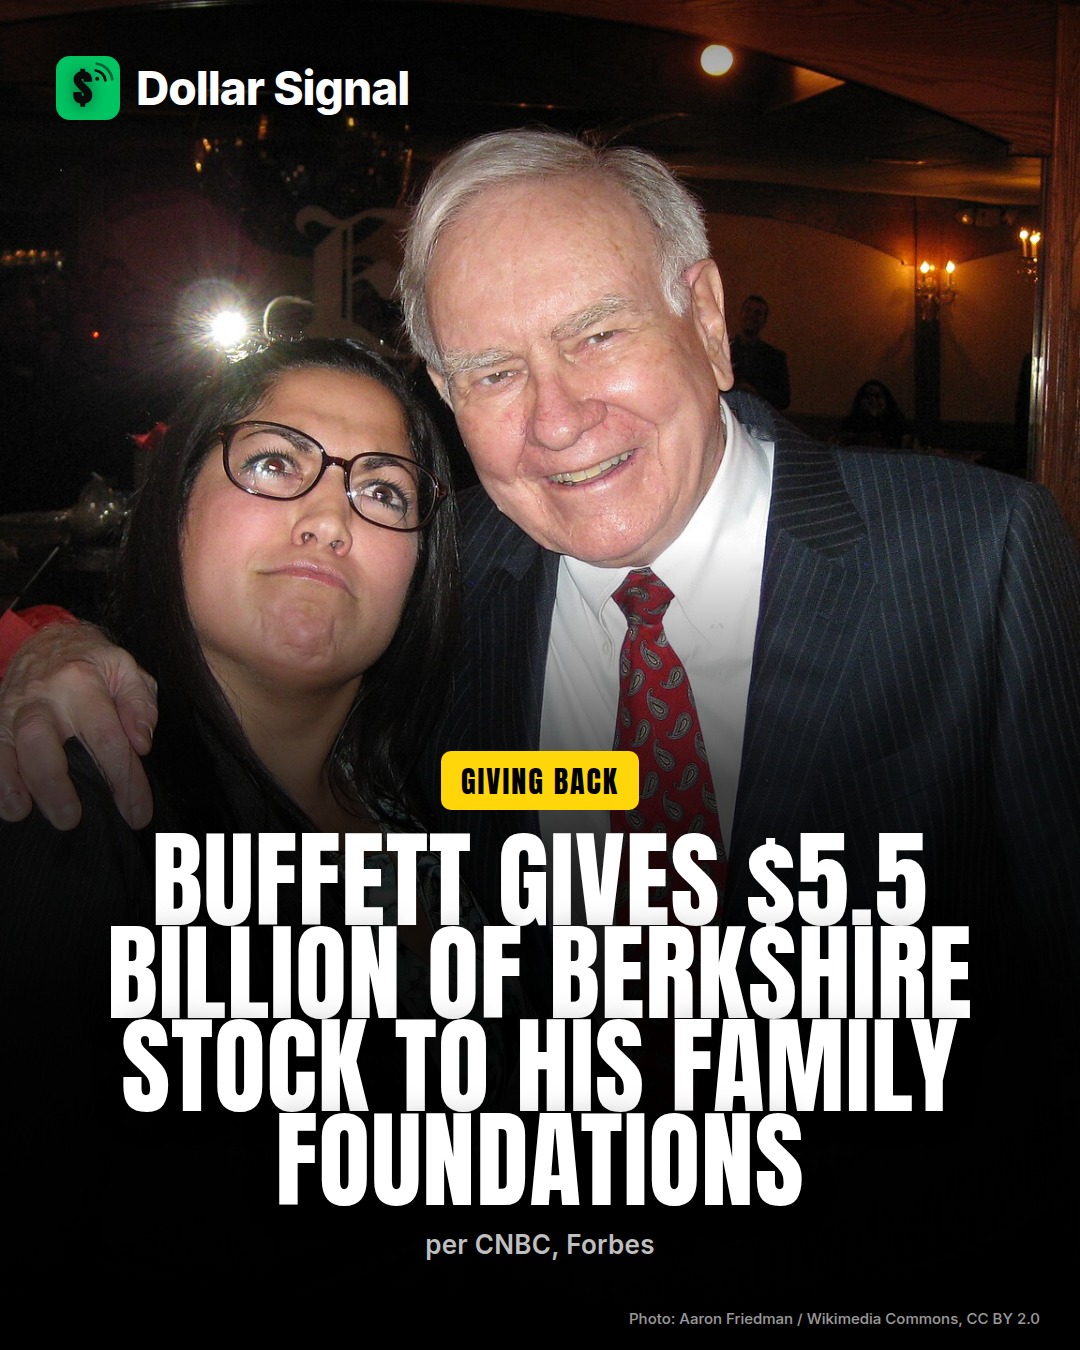 Dollar Signal
GIVING BACK
BUFFETT GIVES $5.5
BILLION OF BERKSHIRE
STOCK TO HIS FAMILY
FOUNDATIONS
per CNBC, Forbes
Photo: Aaron Friedman / Wikimedia Commons, CC BY 2.0